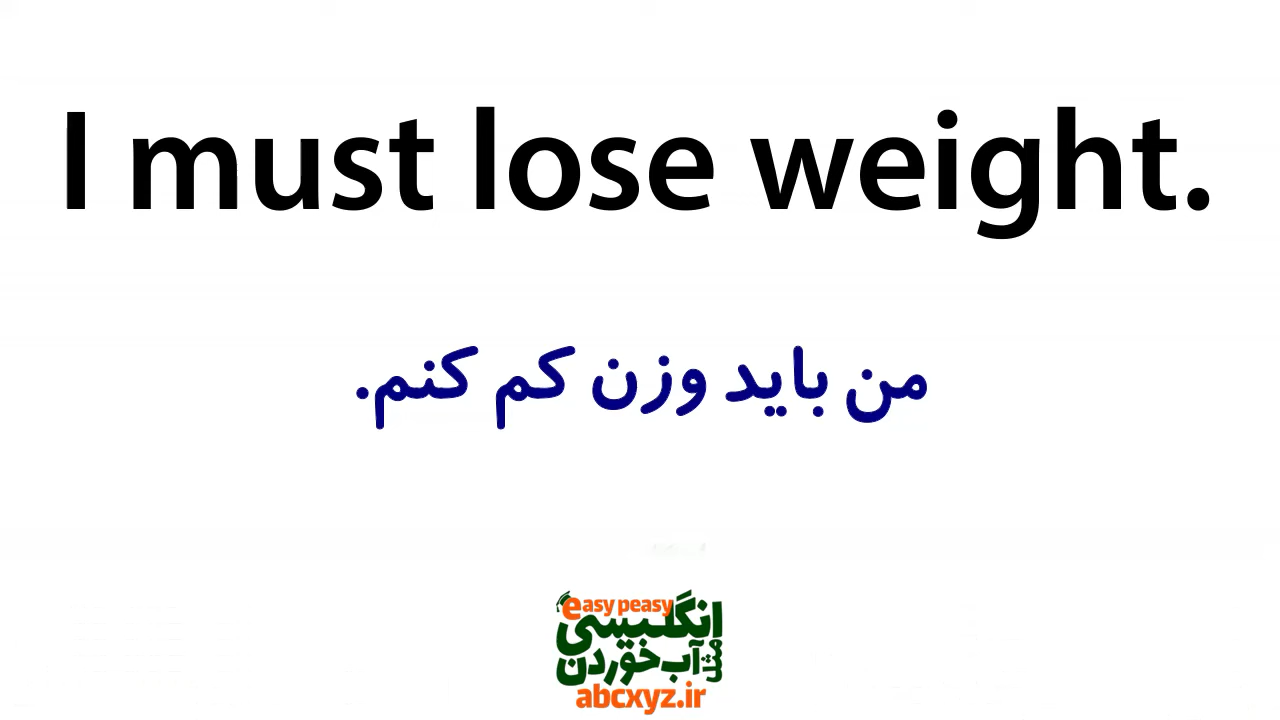 I must lose weight.
من باید وزن کم کنم.
easy peasy
انگلیسی
مثل آب خوردن
abcxyz.ir